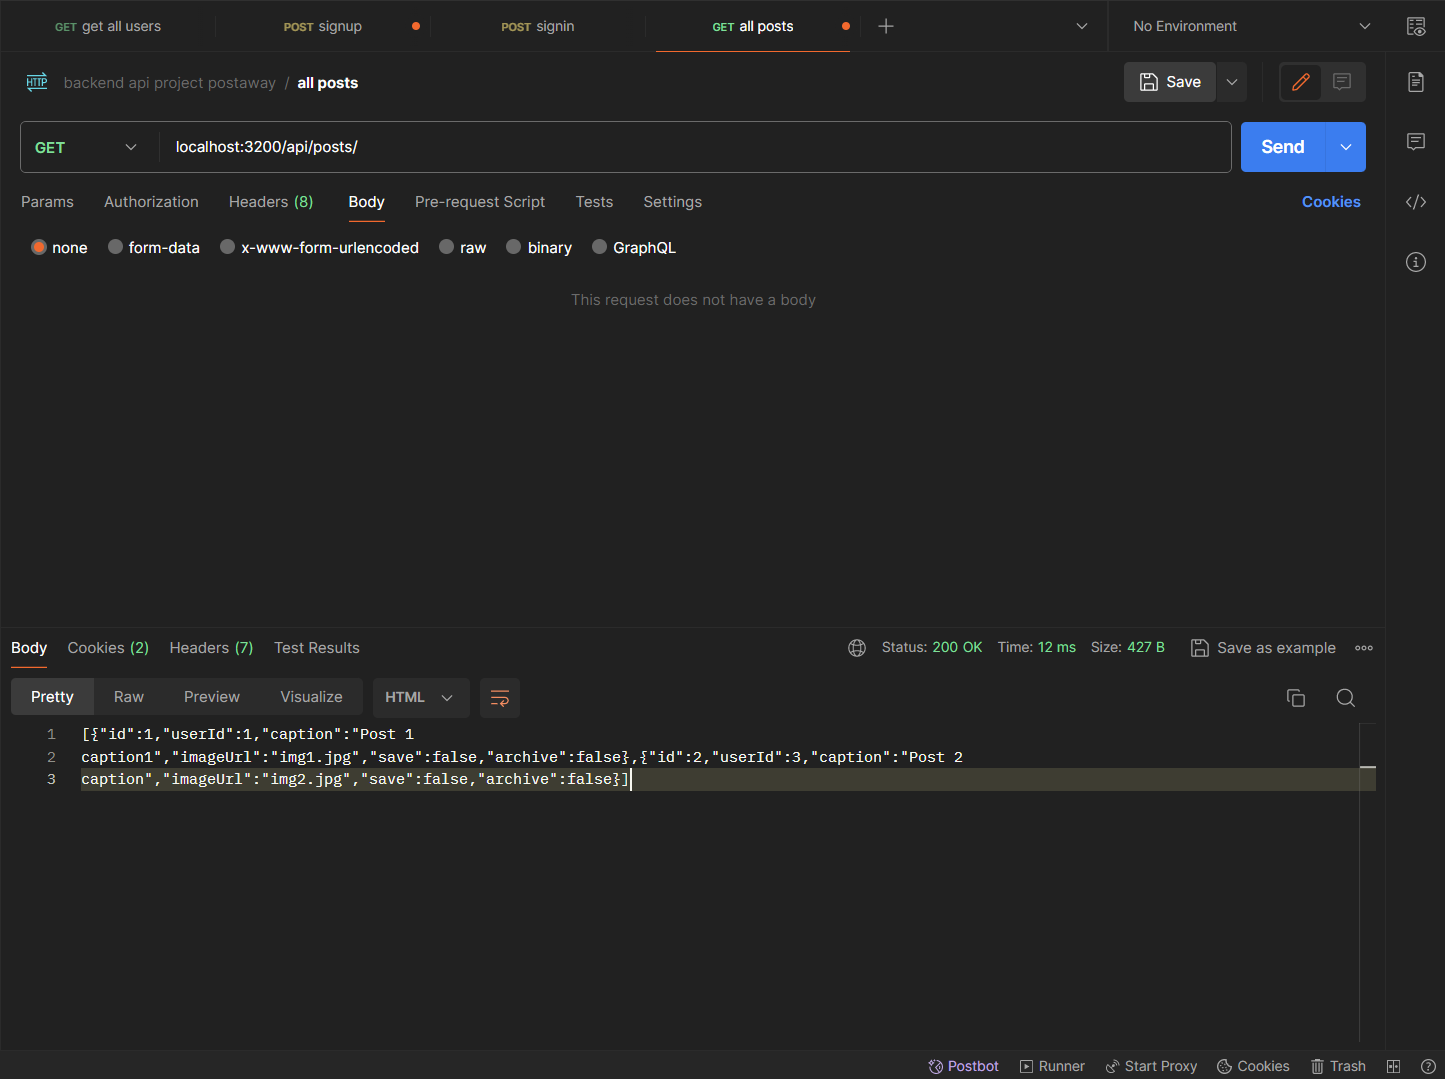 GET get all users
POST signup
POST signin
GET all posts
No Environment
HTTP backend api project postaway / all posts
Save
GET
localhost:3200/api/posts/
Send
Params Authorization Headers (8) Body Pre-request Script Tests Settings Cookies
none form-data x-www-form-urlencoded raw binary GraphQL
This request does not have a body
Body Cookies (2) Headers (7) Test Results Status: 200 OK Time: 12 ms Size: 427 B Save as example
Pretty Raw Preview Visualize HTML
1 [{"id":1,"userId":1,"caption":"Post 1
2 caption1","imageUrl":"img1.jpg","save":false,"archive":false},{"id":2,"userId":3,"caption":"Post 2
3 caption","imageUrl":"img2.jpg","save":false,"archive":false}]
Postbot Runner Start Proxy Cookies Trash